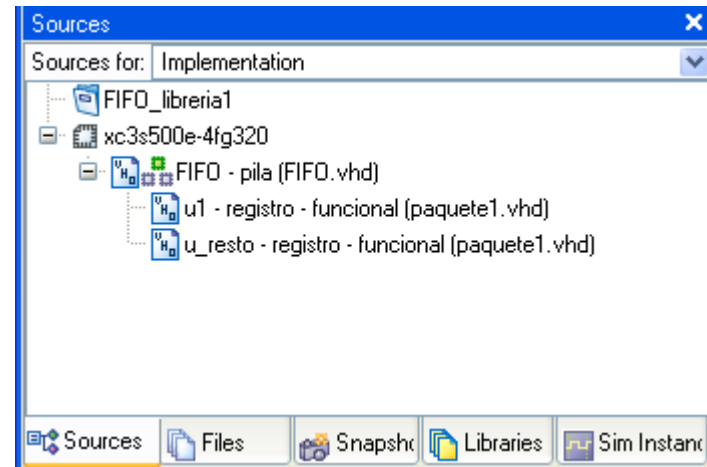 Sources
Sources for: Implementation
FIFO_libreria1
xc3s500e-4fg320
FIFO - pila (FIFO.vhd)
u1 - registro - funcional (paquete1.vhd)
u_resto - registro - funcional (paquete1.vhd)
Sources Files Snapsho Libraries Sim Instanc